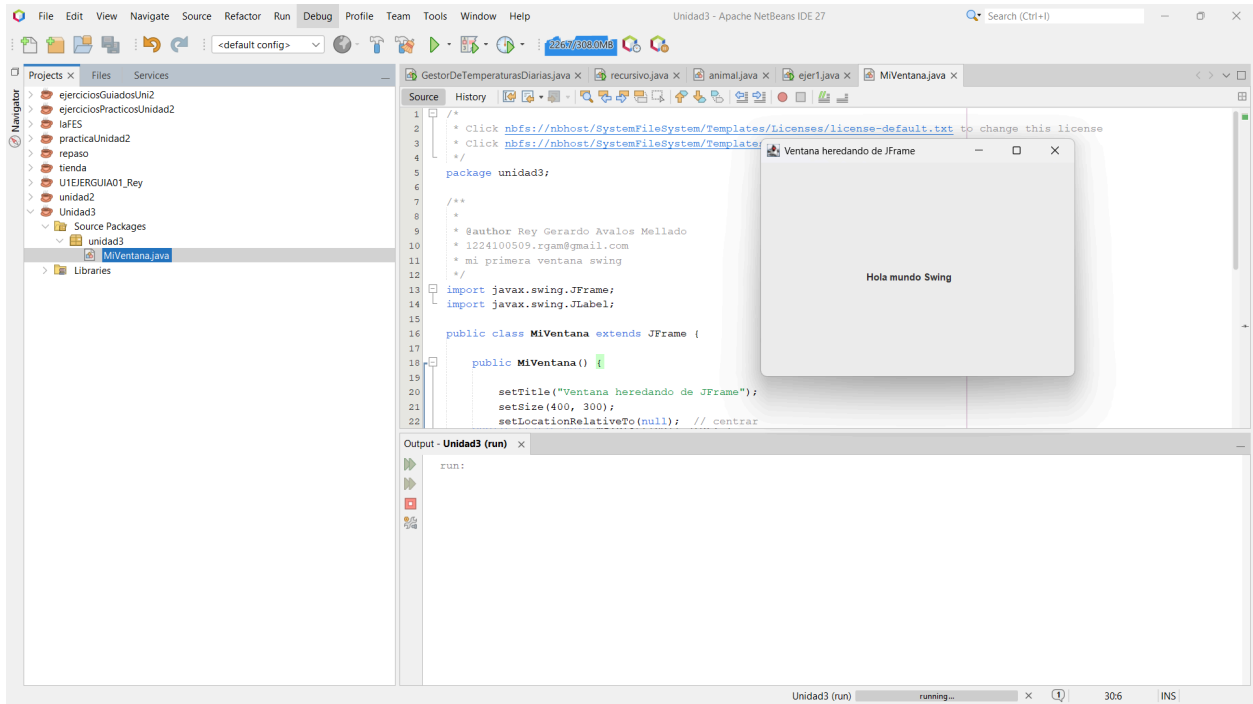 File Edit View Navigate Source Refactor Run Debug Profile Team Tools Window Help Unidad3 - Apache NetBeans IDE 27 Search (Ctrl+I)
<default config> 226.7/308.0MB
Projects Files Services
Navigator
ejerciciosGuiadosUni2
ejerciciosPracticosUnidad2
laFES
practicaUnidad2
repaso
tienda
U1EJERGUIA01_Rey
unidad2
Unidad3
Source Packages
unidad3
MiVentana.java
Libraries
GestorDeTemperaturasDiarias.java recursivo.java animal.java ejer1.java MiVentana.java
Source History
1 /*
2 * Click nbfs://nbhost/SystemFileSystem/Templates/Licenses/license-default.txt to change this license
3 * Click nbfs://nbhost/SystemFileSystem/Templates
4 */
5 package unidad3;
6
7 /**
8 *
9 * @author Rey Gerardo Avalos Mellado
10 * 1224100509.rgam@gmail.com
11 * mi primera ventana swing
12 */
13 import javax.swing.JFrame;
14 import javax.swing.JLabel;
15
16 public class MiVentana extends JFrame {
17
18 public MiVentana() {
19
20 setTitle("Ventana heredando de JFrame");
21 setSize(400, 300);
22 setLocationRelativeTo(null); // centrar
Ventana heredando de JFrame
Hola mundo Swing
Output - Unidad3 (run)
run:
Unidad3 (run) running... 1 30:6 INS